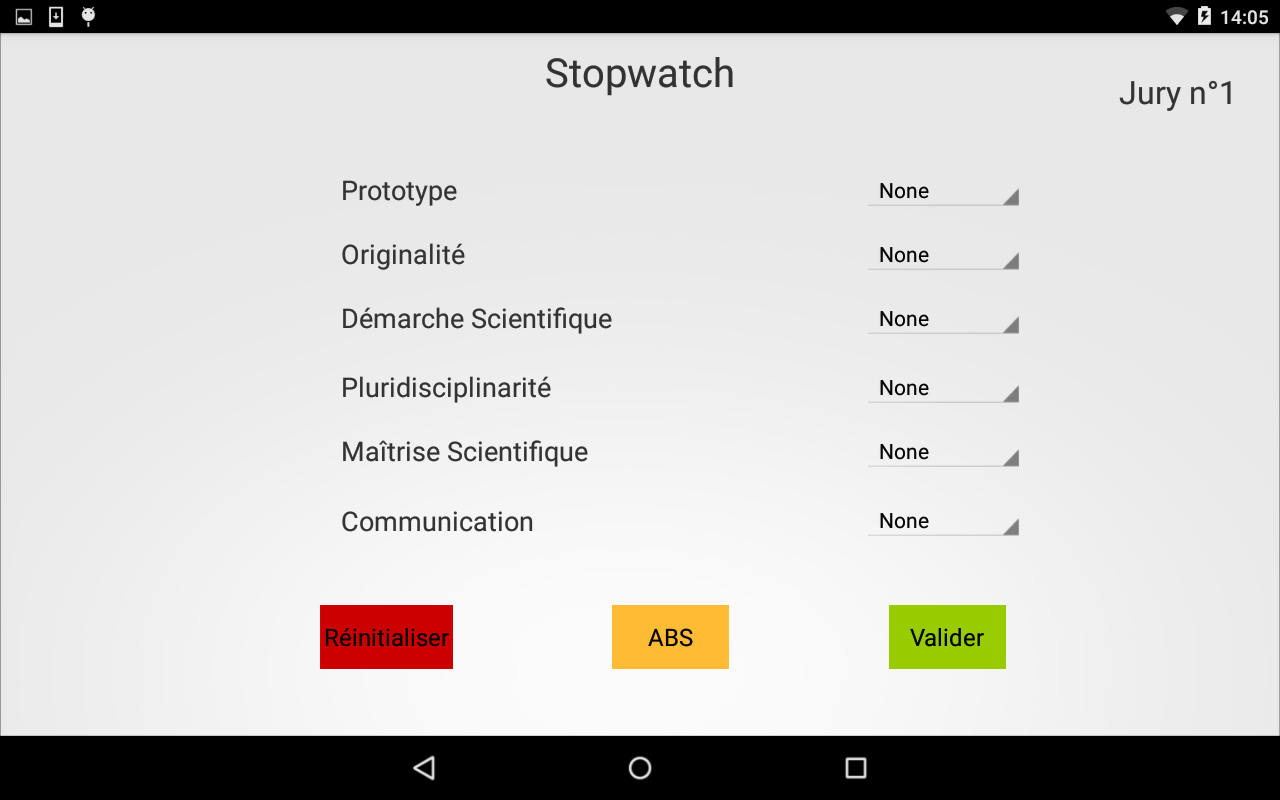 14:05
Stopwatch
Jury n°1
Prototype None
Originalité None
Démarche Scientifique None
Pluridisciplinarité None
Maîtrise Scientifique None
Communication None
Réinitialiser ABS Valider